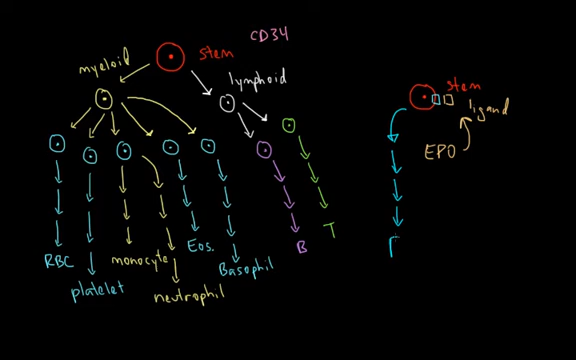 CD34
stem
myeloid
lymphoid
stem
ligand
EPO
T
B
Eos.
RBC
monocyte
Basophil
platelet
neutrophil